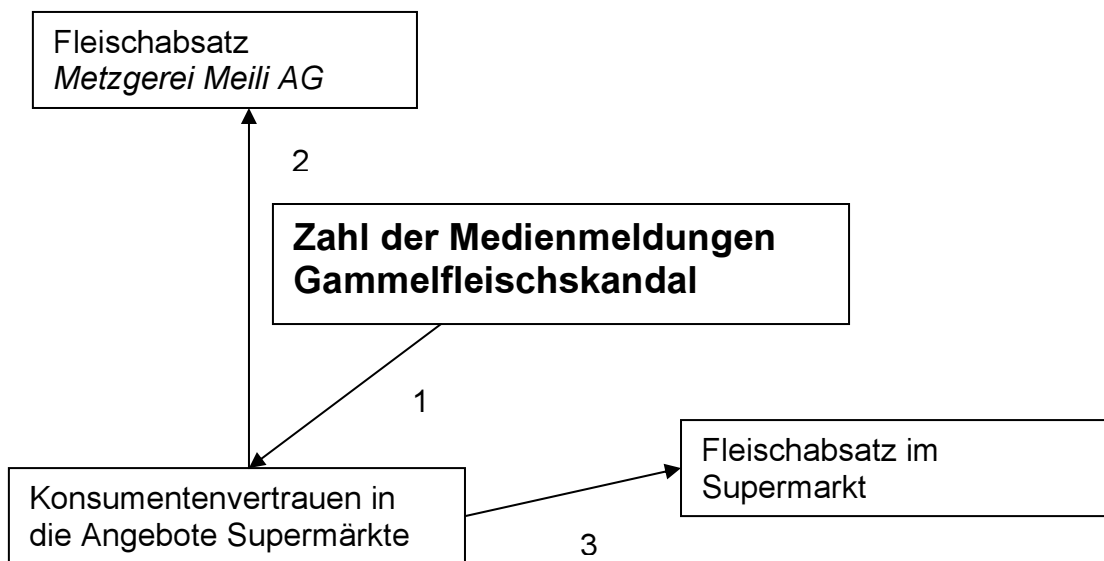 Fleischabsatz
Metzgerei Meili AG
2
Zahl der Medienmeldungen
Gammelfleischskandal
1
Fleischabsatz im
Supermarkt
Konsumentenvertrauen in
die Angebote Supermärkte
3